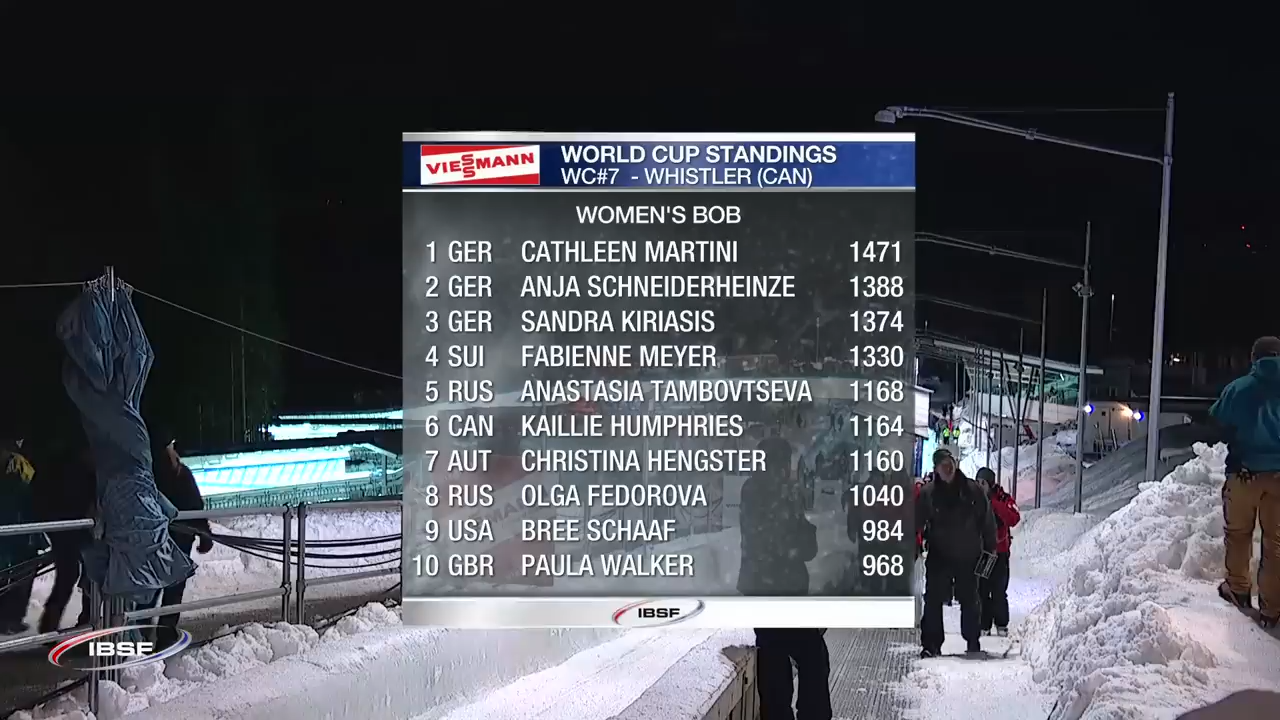 VIESSMANN
WORLD CUP STANDINGS
WC#7 - WHISTLER (CAN)
WOMEN'S BOB
1 GER CATHLEEN MARTINI 1471
2 GER ANJA SCHNEIDERHEINZE 1388
3 GER SANDRA KIRIASIS 1374
4 SUI FABIENNE MEYER 1330
5 RUS ANASTASIA TAMBOVTSEVA 1168
6 CAN KAILLIE HUMPHRIES 1164
7 AUT CHRISTINA HENGSTER 1160
8 RUS OLGA FEDOROVA 1040
9 USA BREE SCHAAF 984
10 GBR PAULA WALKER 968
IBSF
IBSF